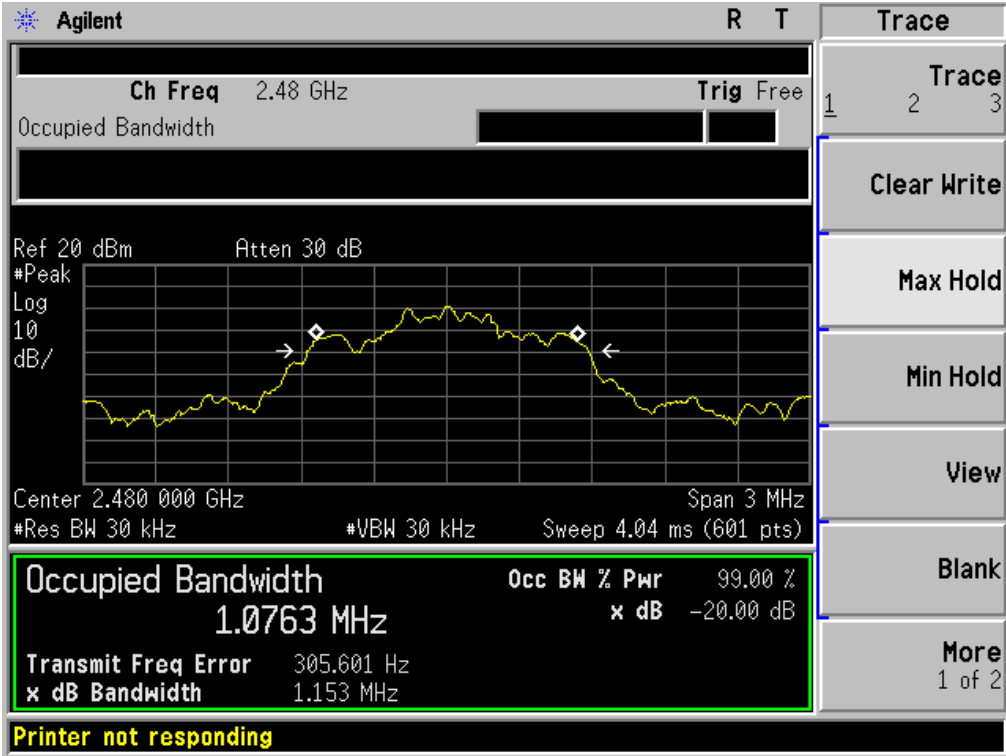 Agilent R T
Trace
Ch Freq 2.48 GHz Trig Free
Occupied Bandwidth
Ref 20 dBm Atten 30 dB
#Peak
Log
10
dB/
Center 2.480 000 GHz Span 3 MHz
#Res BW 30 kHz #VBW 30 kHz Sweep 4.04 ms (601 pts)
Occupied Bandwidth Occ BW % Pwr 99.00 %
1.0763 MHz x dB -20.00 dB
Transmit Freq Error 305.601 Hz
x dB Bandwidth 1.153 MHz
Printer not responding
Trace
1 2 3
Clear Write
Max Hold
Min Hold
View
Blank
More
1 of 2